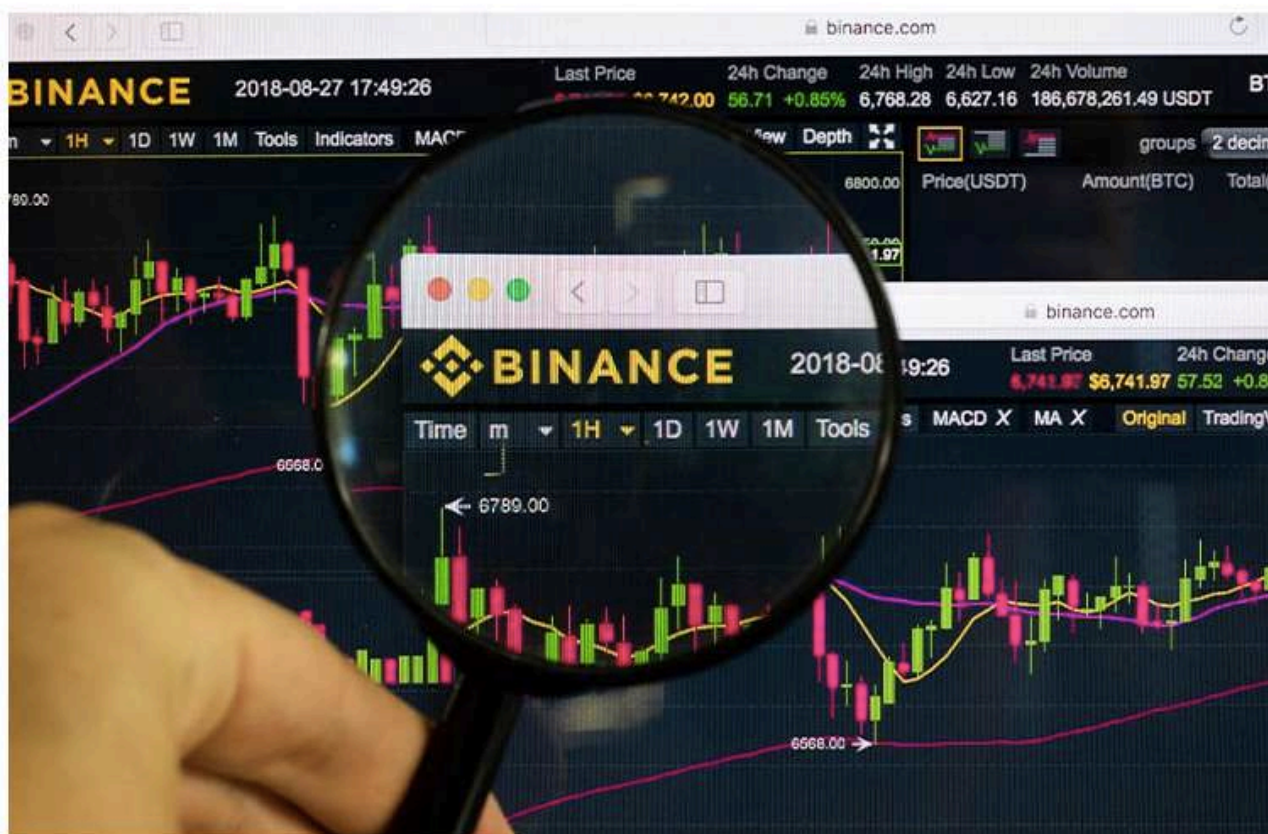 binance.com
BINANCE 2018-08-27 17:49:26
Last Price 24h Change 24h High 24h Low 24h Volume
56.71 +0.85% 6,768.28 6,627.16 186,678,261.49 USDT
1H 1D 1W 1M Tools Indicators
Depth
groups
Price(USDT) Amount(BTC)
6800.00
binance.com
BINANCE
Last Price 24h Change
6,741.97 $6,741.97 57.52
Time m 1H 1D 1W 1M Tools
MACD X MA X Original
6789.00
6568.00